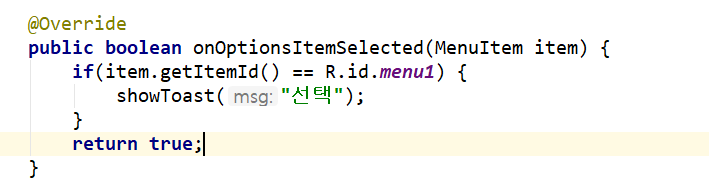 @Override
public boolean onOptionsItemSelected(MenuItem item) {
if(item.getItemId() == R.id.menu1) {
showToast( msg: "선택");
}
return true;
}